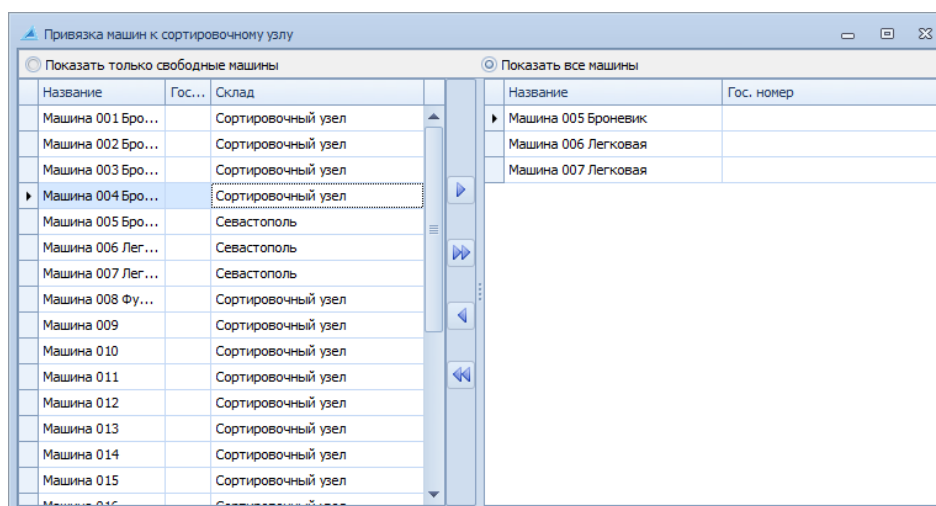 Привязка машин к сортировочному узлу
Показать только свободные машины
Показать все машины
Название Гос... Склад
Машина 001 Бро... Сортировочный узел
Машина 002 Бро... Сортировочный узел
Машина 003 Бро... Сортировочный узел
Машина 004 Бро... Сортировочный узел
Машина 005 Бро... Севастополь
Машина 006 Лег... Севастополь
Машина 007 Лег... Севастополь
Машина 008 Фу... Сортировочный узел
Машина 009 Сортировочный узел
Машина 010 Сортировочный узел
Машина 011 Сортировочный узел
Машина 012 Сортировочный узел
Машина 013 Сортировочный узел
Машина 014 Сортировочный узел
Машина 015 Сортировочный узел
Название Гос. номер
Машина 005 Броневик
Машина 006 Легковая
Машина 007 Легковая